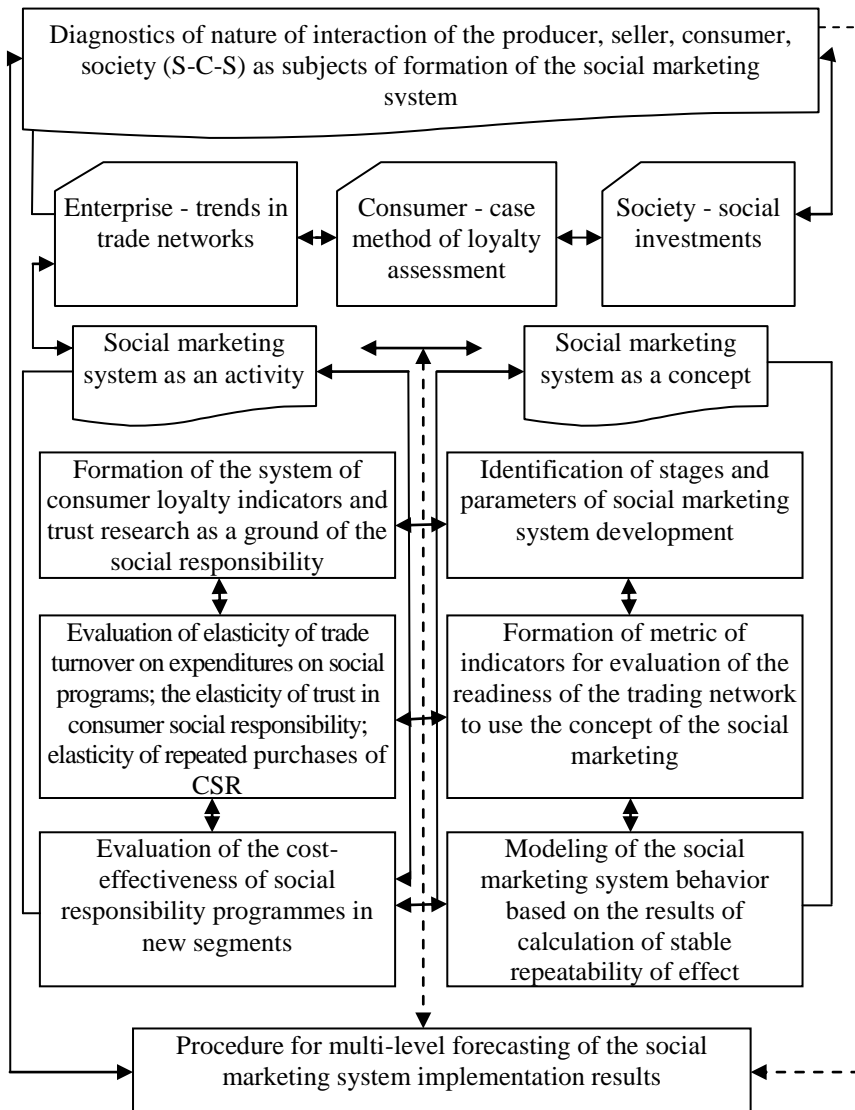 Diagnostics of nature of interaction of the producer, seller, consumer,
society (S-C-S) as subjects of formation of the social marketing
system
Enterprise - trends in
trade networks
Consumer - case
method of loyalty
assessment
Society - social
investments
Social marketing
system as an activity
Social marketing
system as a concept
Formation of the system of
consumer loyalty indicators and
trust research as a ground of the
social responsibility
Identification of stages and
parameters of social marketing
system development
Evaluation of elasticity of trade
turnover on expenditures on social
programs; the elasticity of trust in
consumer social responsibility;
elasticity of repeated purchases of
CSR
Formation of metric of
indicators for evaluation of the
readiness of the trading network
to use the concept of the social
marketing
Evaluation of the cost-
effectiveness of social
responsibility programmes in
new segments
Modeling of the social
marketing system behavior
based on the results of
calculation of stable
repeatability of effect
Procedure for multi-level forecasting of the social
marketing system implementation results